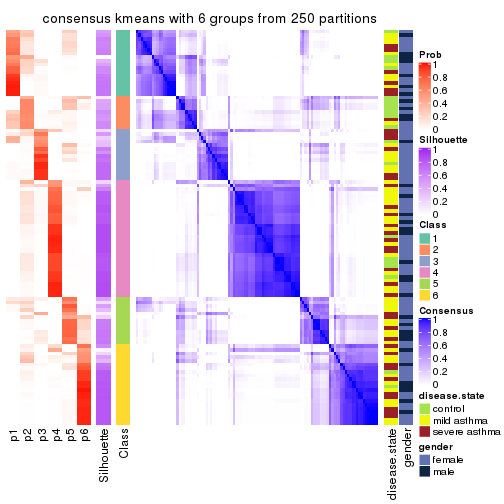 consensus kmeans with 6 groups from 250 partitions
p1
p2
p3
p4
p5
p6
Silhouette
Class
disease.state
gender
Prob
1
0.8
0.6
0.4
0.2
0
Silhouette
1
0.8
0.6
0.4
0.2
0
Class
1
2
3
4
5
6
Consensus
1
0.8
0.6
0.4
0.2
0
disease.state
control
mild asthma
severe asthma
gender
female
male